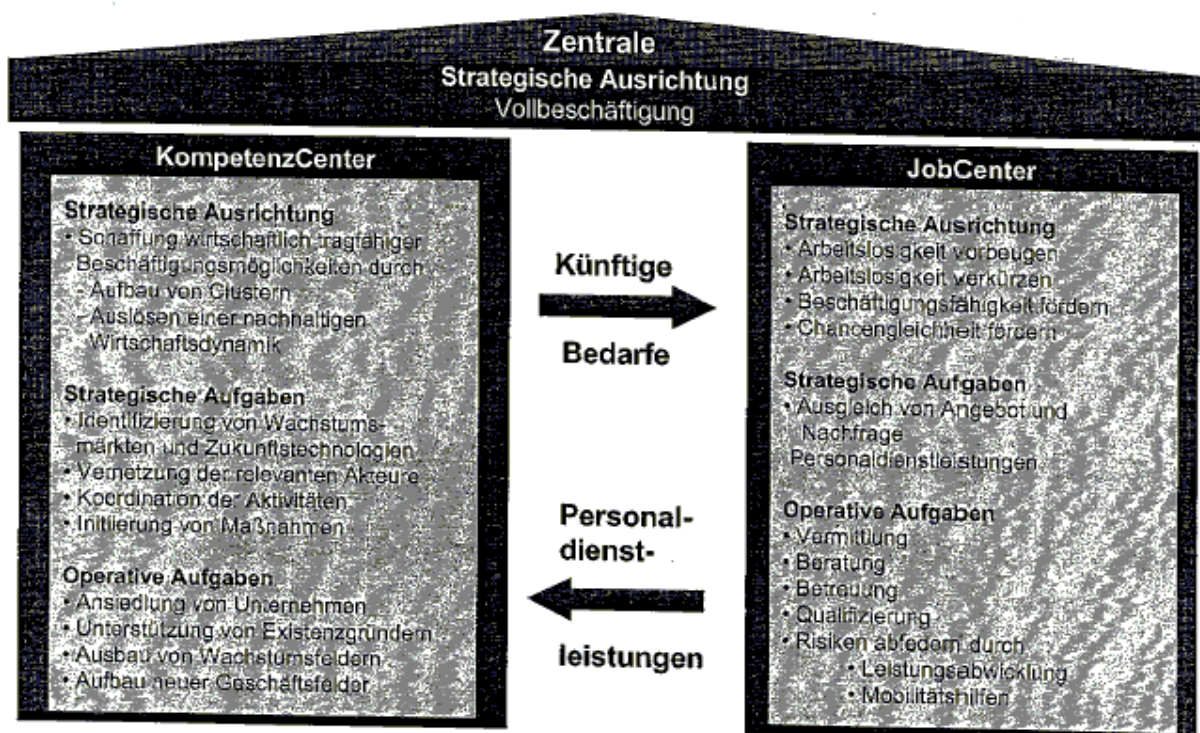 Zentrale
Strategische Ausrichtung
Vollbeschäftigung
KompetenzCenter
Strategische Ausrichtung
• Schaffung wirtschaftlich tragfähiger
Beschäftigungsmöglichkeiten durch
- Aufbau von Clustern
- Auslösen einer nachhaltigen
Wirtschaftsdynamik
Strategische Aufgaben
• Identifizierung von Wachstums-
märkten und Zukunftstechnologien
• Vernetzung der relevanten Akteure
• Koordination der Aktivitäten
• Initiierung von Maßnahmen
Operative Aufgaben
• Ansiedlung von Unternehmen
• Unterstützung von Existenzgründern
• Ausbau von Wachstumsfeldern
• Aufbau neuer Geschäftsfelder
Künftige
Bedarfe
Personal-
dienst-
leistungen
JobCenter
Strategische Ausrichtung
• Arbeitslosigkeit vorbeugen
• Arbeitslosigkeit verkürzen
• Beschäftigungsfähigkeit fördern
• Chancengleichheit fördern
Strategische Aufgaben
• Ausgleich von Angebot und
Nachfrage
Personaldienstleistungen
Operative Aufgaben
• Vermittlung
• Beratung
• Betreuung
• Qualifizierung
• Risiken abfedern durch
• Leistungsabwicklung
• Mobilitätshilfen